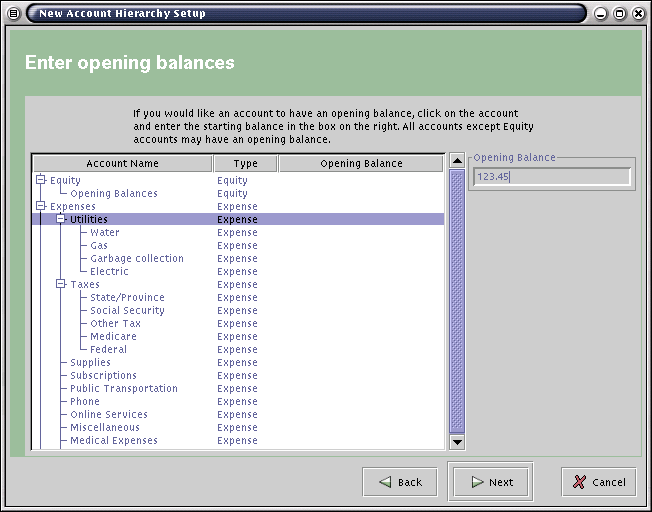 New Account Hierarchy Setup
Enter opening balances
If you would like an account to have an opening balance, click on the account
and enter the starting balance in the box on the right. All accounts except Equity
accounts may have an opening balance.
Account Name Type Opening Balance
Opening Balance
123.45
Equity Equity
Opening Balances Equity
Expenses Expense
Utilities Expense
Water Expense
Gas Expense
Garbage collection Expense
Electric Expense
Taxes Expense
State/Province Expense
Social Security Expense
Other Tax Expense
Medicare Expense
Federal Expense
Supplies Expense
Subscriptions Expense
Public Transportation Expense
Phone Expense
Online Services Expense
Miscellaneous Expense
Medical Expenses Expense
Back Next Cancel